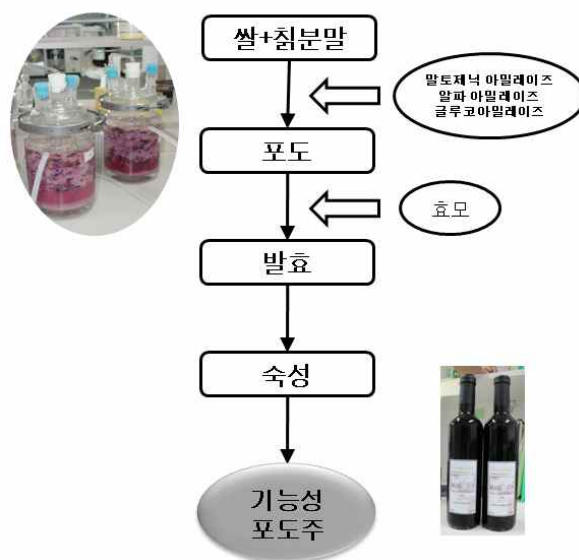 쌀+칡분말
말토제닉 아밀레이즈
알파 아밀레이즈
글루코아밀레이즈
포도
효모
발효
숙성
기능성
포도주